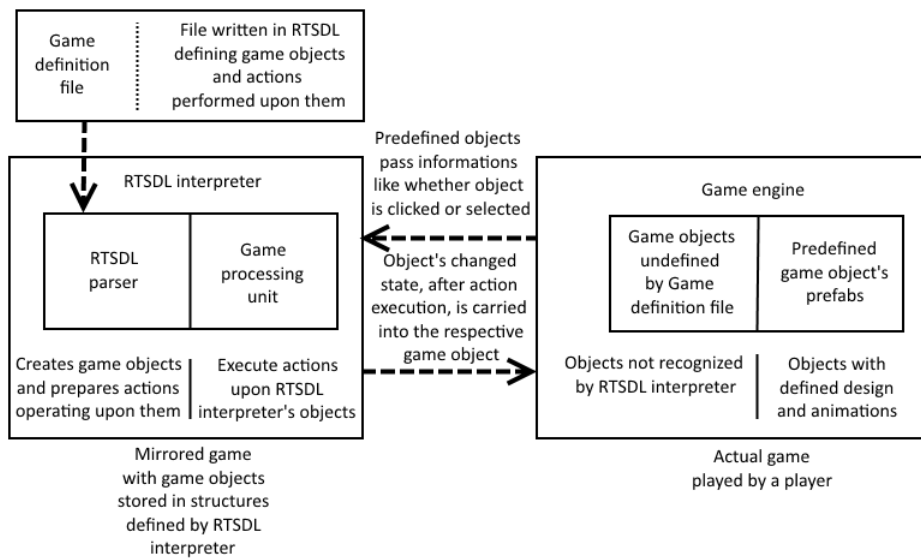 Game
definition
file
File written in RTSDL
defining game objects
and actions
performed upon them
RTSDL interpreter
RTSDL
parser
Game
processing
unit
Creates game objects
and prepares actions
operating upon them
Execute actions
upon RTSDL
interpreter's objects
Mirrored game
with game objects
stored in structures
defined by RTSDL
interpreter
Predefined objects
pass informations
like whether object
is clicked or selected
Object's changed
state, after action
execution, is carried
into the respective
game object
Game engine
Game objects
undefined
by Game
definition file
Predefined
game object's
prefabs
Objects not recognized
by RTSDL interpreter
Objects with
defined design
and animations
Actual game
played by a player